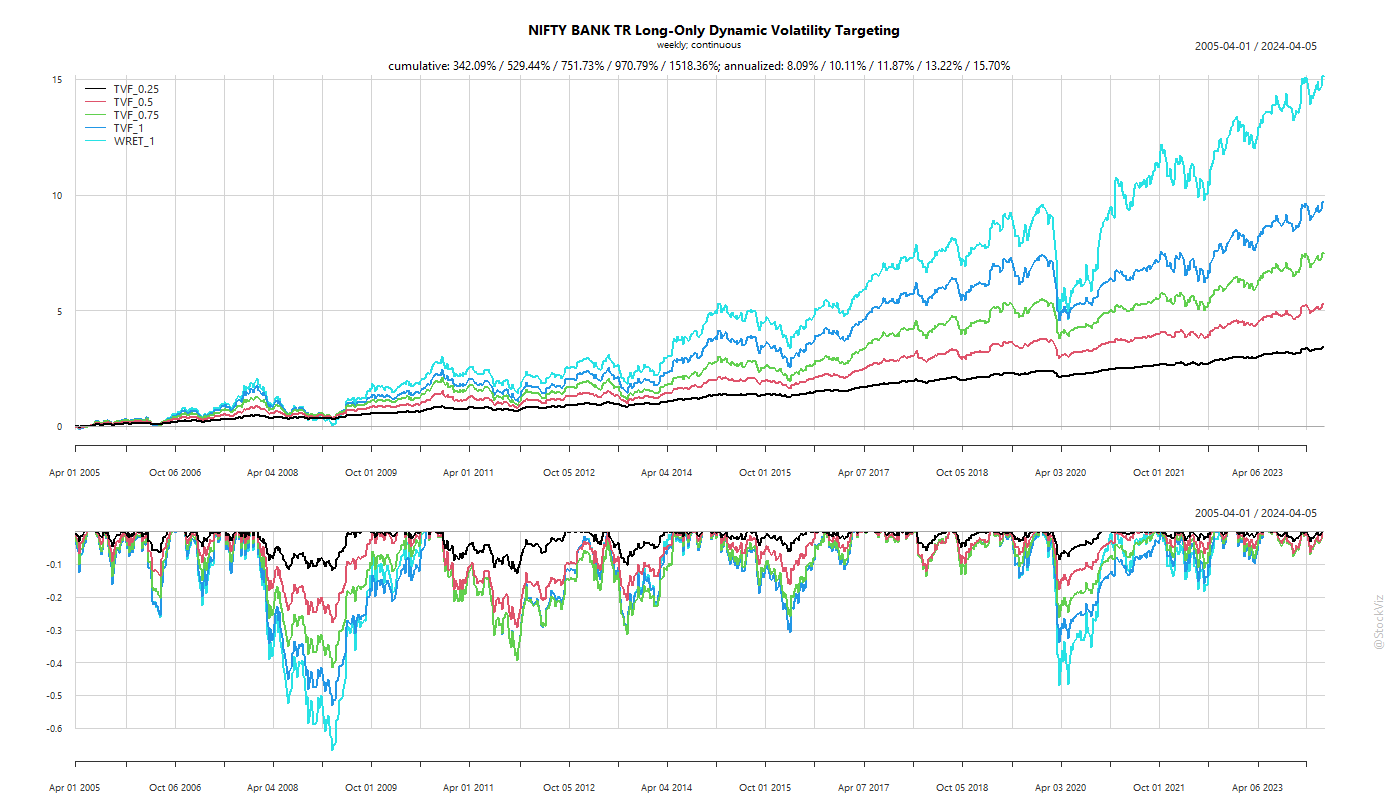 NIFTY BANK TR Long-Only Dynamic Volatility Targeting
weekly; continuous
2005-04-01 / 2024-04-05
cumulative: 342.09% / 529.44% / 751.73% / 970.79% / 1518.36%; annualized: 8.09% / 10.11% / 11.87% / 13.22% / 15.70%
15
TVF_0.25
TVF_0.5
TVF_0.75
TVF_1
WRET_1
10
5
0
Apr 01 2005 Oct 06 2006 Apr 04 2008 Oct 01 2009 Apr 01 2011 Oct 05 2012 Apr 04 2014 Oct 01 2015 Apr 07 2017 Oct 05 2018 Apr 03 2020 Oct 01 2021 Apr 06 2023
2005-04-01 / 2024-04-05
-0.1
-0.2
-0.3
-0.4
-0.5
-0.6
Apr 01 2005 Oct 06 2006 Apr 04 2008 Oct 01 2009 Apr 01 2011 Oct 05 2012 Apr 04 2014 Oct 01 2015 Apr 07 2017 Oct 05 2018 Apr 03 2020 Oct 01 2021 Apr 06 2023
@StockViz